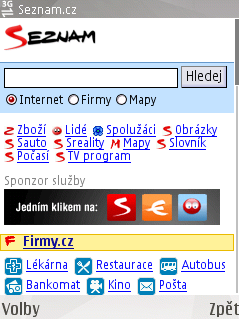 3G Seznam.cz
SEZNAM
Hledej
Internet Firmy Mapy
Zboží Lidé Spolužáci Obrázky
Sauto Sreality Mapy Slovník
Počasí TV program
Sponzor služby
Jedním klikem na:
Firmy.cz
Lékárna Restaurace Autobus
Bankomat Kino Pošta
Volby Zpět